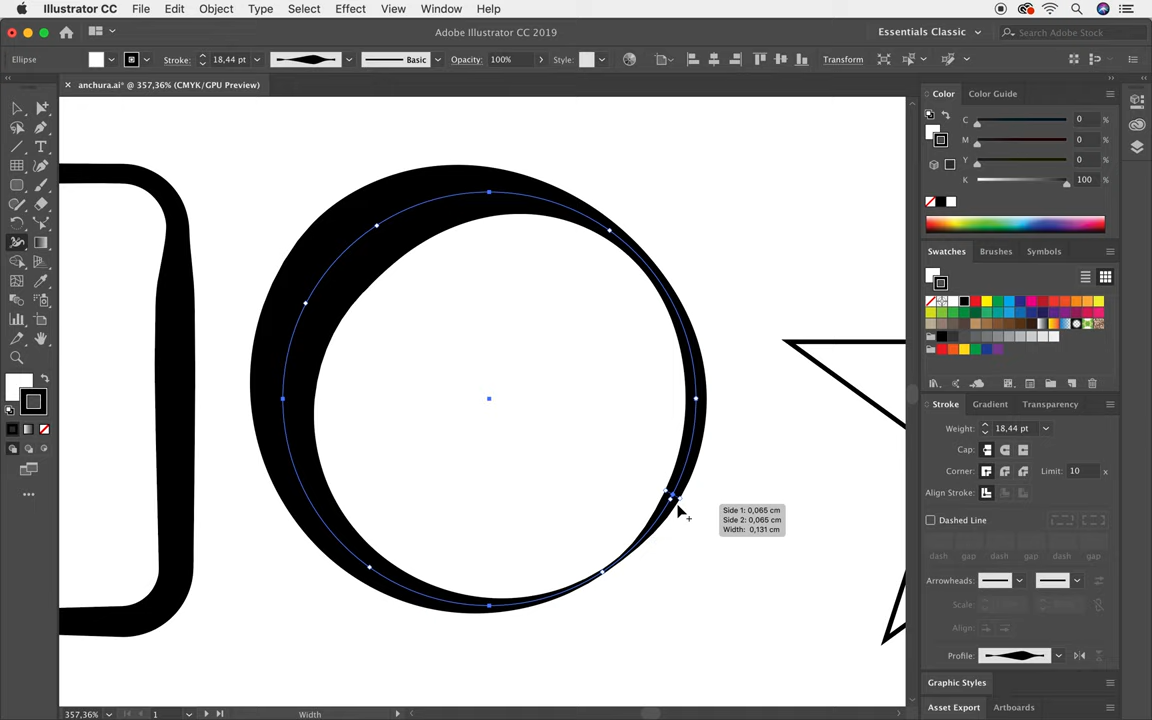 Illustrator CC File Edit Object Type Select Effect View Window Help
Adobe Illustrator CC 2019
Essentials Classic
Search Adobe Stock
Ellipse
Stroke: 18,44 pt
Basic
Opacity: 100%
Style:
Transform
× anchura.ai* @ 357,36% (CMYK/GPU Preview)
Color Color Guide
C 0 %
M 0 %
Y 0 %
K 100 %
Swatches Brushes Symbols
Stroke Gradient Transparency
Weight: 18,44 pt
Cap:
Corner: Limit: 10 x
Align Stroke:
Dashed Line
dash gap dash gap dash gap
Arrowheads:
Scale:
Align:
Profile:
Graphic Styles
Asset Export Artboards
Side 1: 0,065 cm
Side 2: 0,065 cm
Width: 0,131 cm
357,36% 1 Width